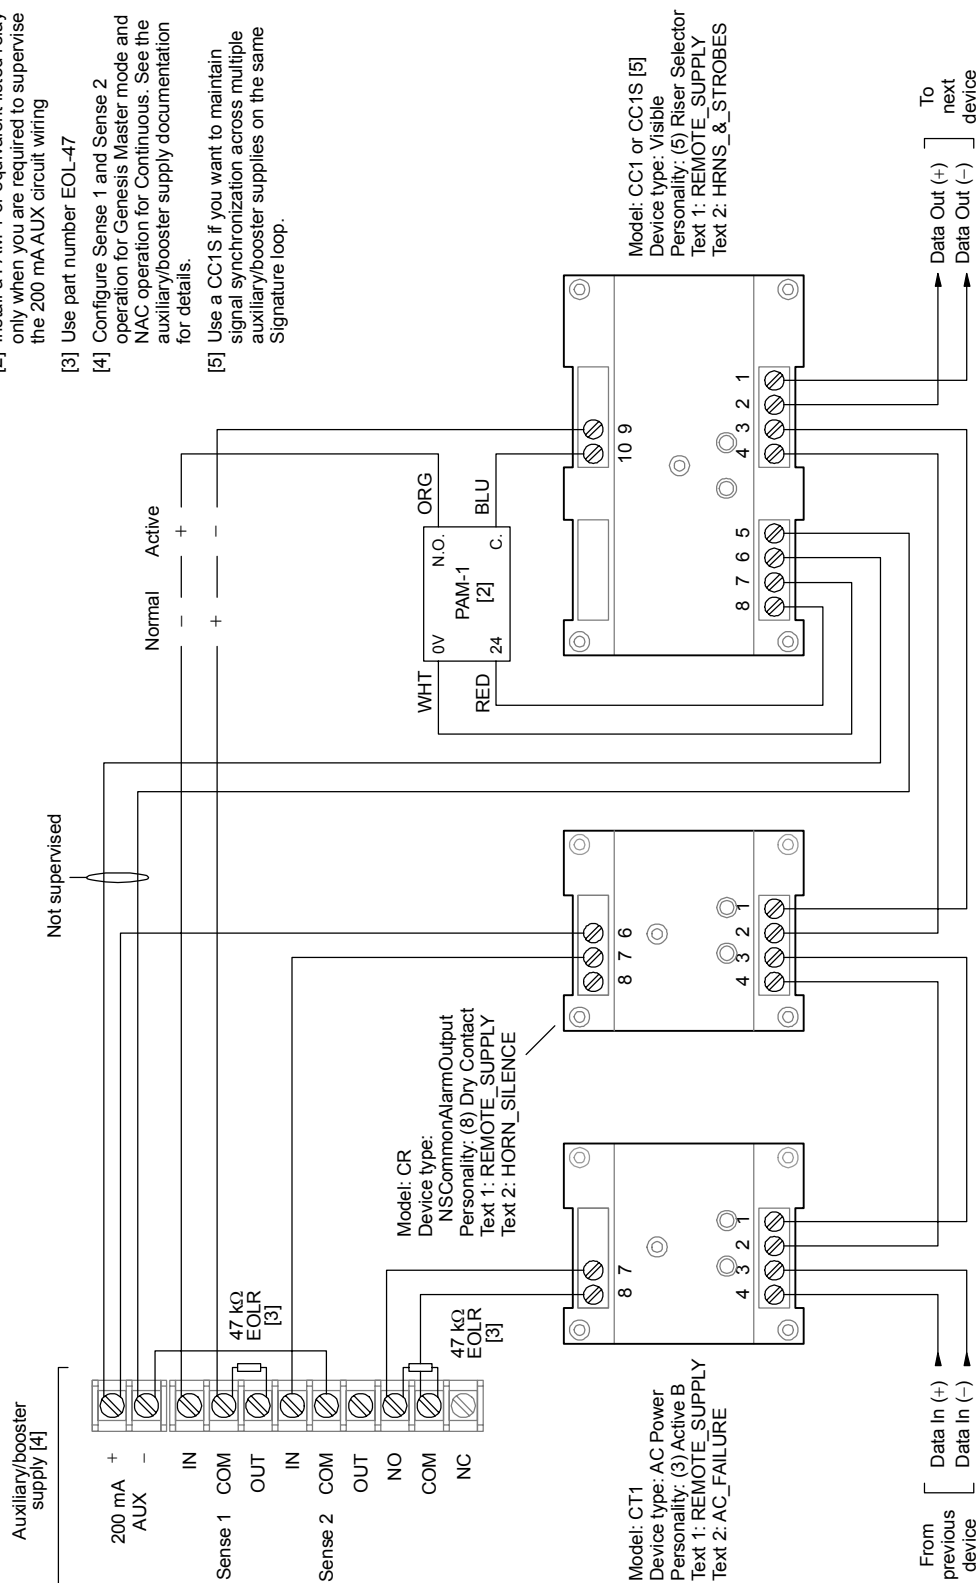 only when you are required to supervise
the 200 mA AUX circuit wiring
[3] Use part number EOL-47
[4] Configure Sense 1 and Sense 2
operation for Genesis Master mode and
NAC operation for Continuous. See the
auxiliary/booster supply documentation
for details.
[5] Use a CC1S if you want to maintain
signal synchronization across multiple
auxiliary/booster supplies on the same
Signature loop.
Auxiliary/booster
supply [4]
200 mA +
AUX −
IN
Sense 1 COM
OUT
IN
Sense 2 COM
OUT
NO
COM
NC
47 kΩ
EOLR
[3]
47 kΩ
EOLR
[3]
Not supervised
Normal Active
− +
+ −
WHT
RED
0V N.O.
PAM-1
[2]
24 C.
ORG
BLU
Model: CT1
Device type: AC Power
Personality: (3) Active B
Text 1: REMOTE_SUPPLY
Text 2: AC_FAILURE
8 7
4 3 2 1
Model: CR
Device type:
NSCommonAlarmOutput
Personality: (8) Dry Contact
Text 1: REMOTE_SUPPLY
Text 2: HORN_SILENCE
8 7 6
4 3 2 1
Model: CC1 or CC1S [5]
Device type: Visible
Personality: (5) Riser Selector
Text 1: REMOTE_SUPPLY
Text 2: HRNS_&_STROBES
10 9
8 7 6 5 4 3 2 1
From
previous
device
Data In (+)
Data In (−)
Data Out (+)
Data Out (−)
To
next
device